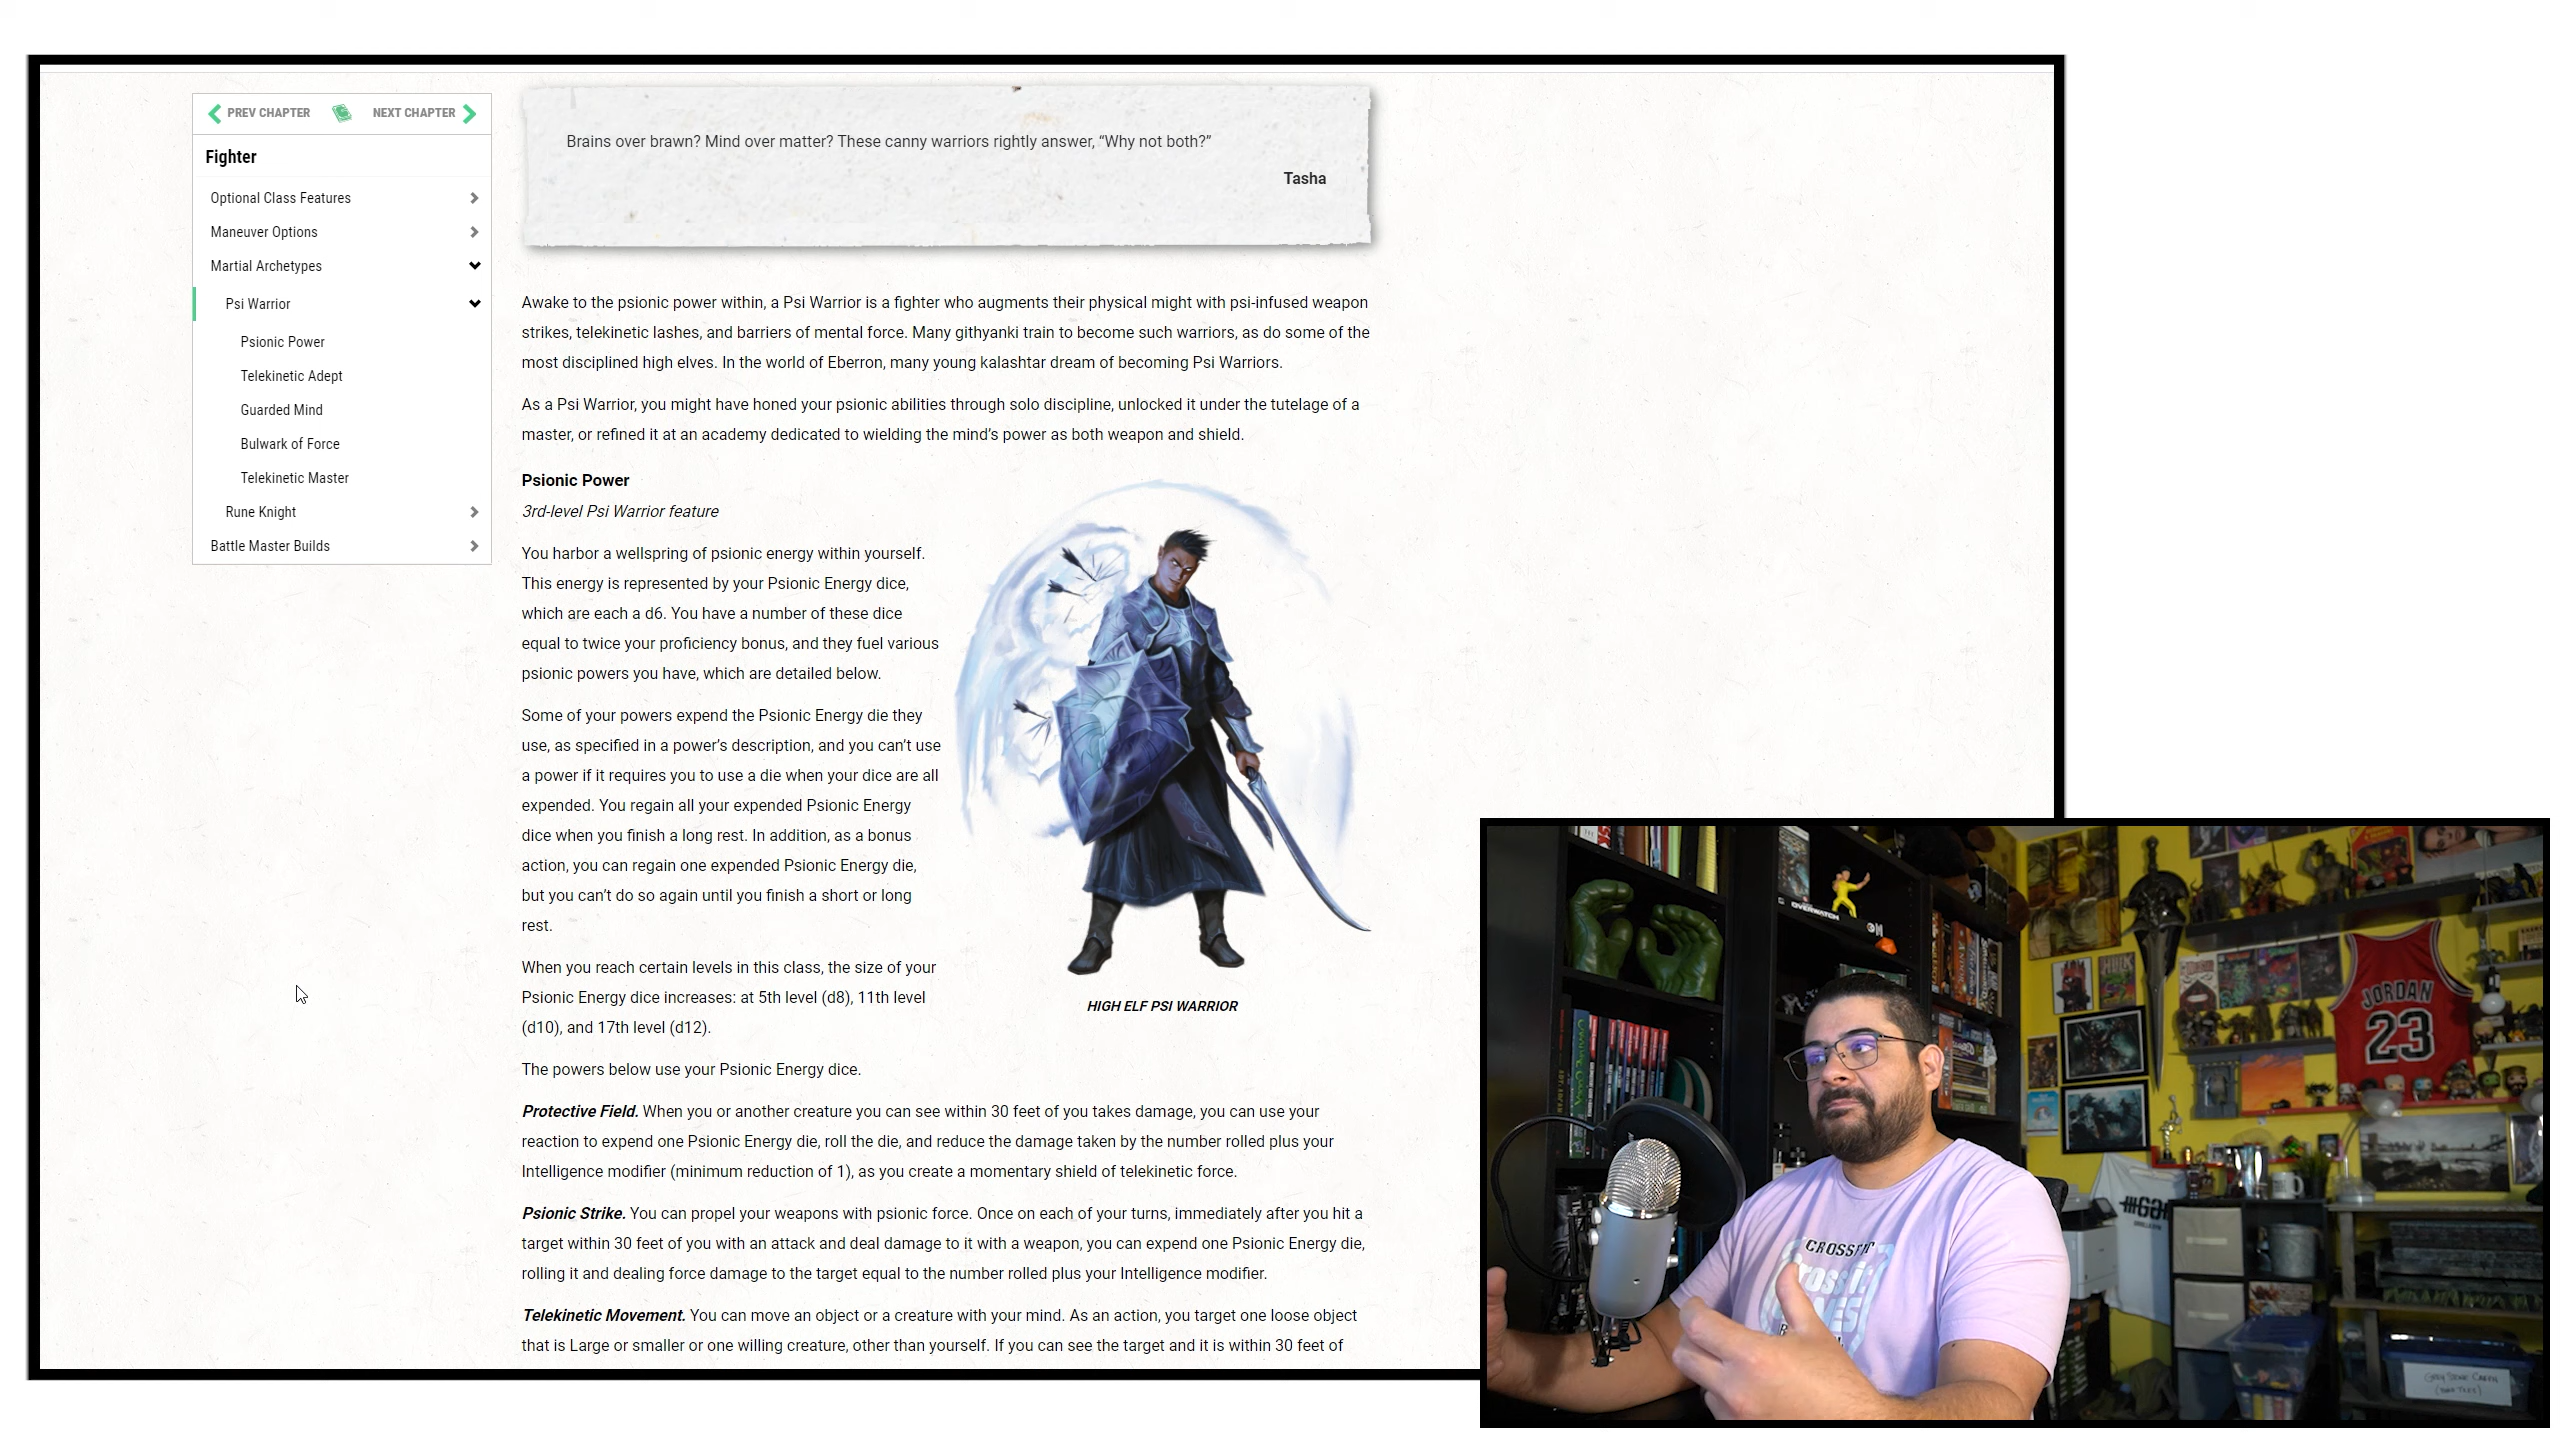 PREV CHAPTER
NEXT CHAPTER
Fighter
Optional Class Features
Maneuver Options
Martial Archetypes
Psi Warrior
Psionic Power
Telekinetic Adept
Guarded Mind
Bulwark of Force
Telekinetic Master
Rune Knight
Battle Master Builds
Brains over brawn? Mind over matter? These canny warriors rightly answer, “Why not both?”
Tasha
Awake to the psionic power within, a Psi Warrior is a fighter who augments their physical might with psi-infused weapon
strikes, telekinetic lashes, and barriers of mental force. Many githyanki train to become such warriors, as do some of the
most disciplined high elves. In the world of Eberron, many young kalashtar dream of becoming Psi Warriors.
As a Psi Warrior, you might have honed your psionic abilities through solo discipline, unlocked it under the tutelage of a
master, or refined it at an academy dedicated to wielding the mind’s power as both weapon and shield.
Psionic Power
3rd-level Psi Warrior feature
You harbor a wellspring of psionic energy within yourself.
This energy is represented by your Psionic Energy dice,
which are each a d6. You have a number of these dice
equal to twice your proficiency bonus, and they fuel various
psionic powers you have, which are detailed below.
Some of your powers expend the Psionic Energy die they
use, as specified in a power’s description, and you can’t use
a power if it requires you to use a die when your dice are all
expended. You regain all your expended Psionic Energy
dice when you finish a long rest. In addition, as a bonus
action, you can regain one expended Psionic Energy die,
but you can’t do so again until you finish a short or long
rest.
When you reach certain levels in this class, the size of your
Psionic Energy dice increases: at 5th level (d8), 11th level
(d10), and 17th level (d12).
HIGH ELF PSI WARRIOR
The powers below use your Psionic Energy dice.
Protective Field. When you or another creature you can see within 30 feet of you takes damage, you can use your
reaction to expend one Psionic Energy die, roll the die, and reduce the damage taken by the number rolled plus your
Intelligence modifier (minimum reduction of 1), as you create a momentary shield of telekinetic force.
Psionic Strike. You can propel your weapons with psionic force. Once on each of your turns, immediately after you hit a
target within 30 feet of you with an attack and deal damage to it with a weapon, you can expend one Psionic Energy die,
rolling it and dealing force damage to the target equal to the number rolled plus your Intelligence modifier.
Telekinetic Movement. You can move an object or a creature with your mind. As an action, you target one loose object
that is Large or smaller or one willing creature, other than yourself. If you can see the target and it is within 30 feet of
OVERWATCH
JORDAN
23
CROSSFIT